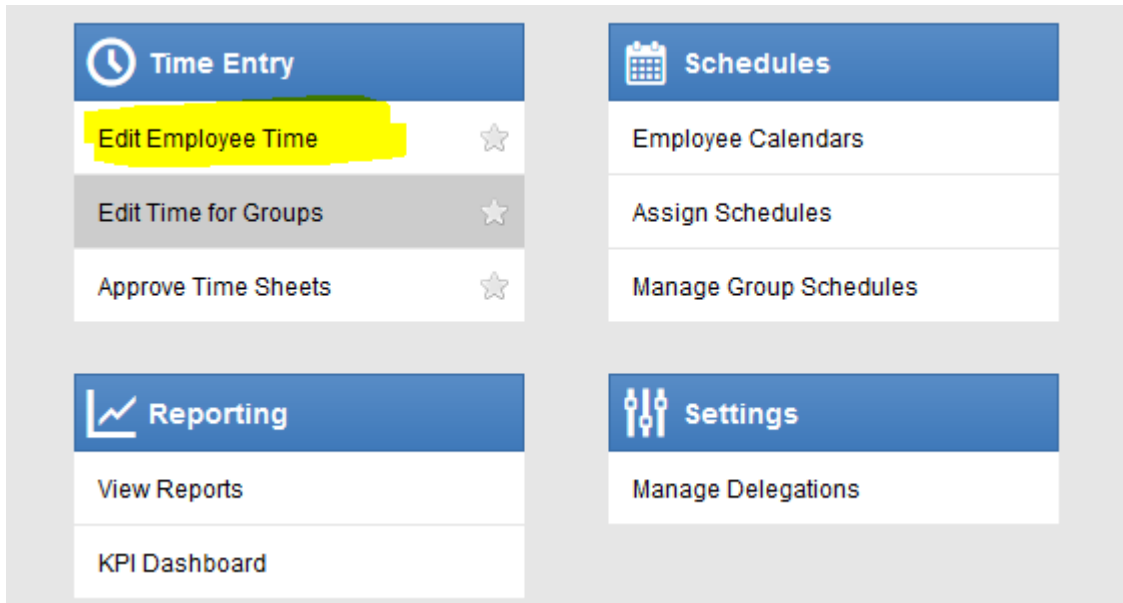 Time Entry
Edit Employee Time
Edit Time for Groups
Approve Time Sheets
Schedules
Employee Calendars
Assign Schedules
Manage Group Schedules
Reporting
View Reports
KPI Dashboard
Settings
Manage Delegations